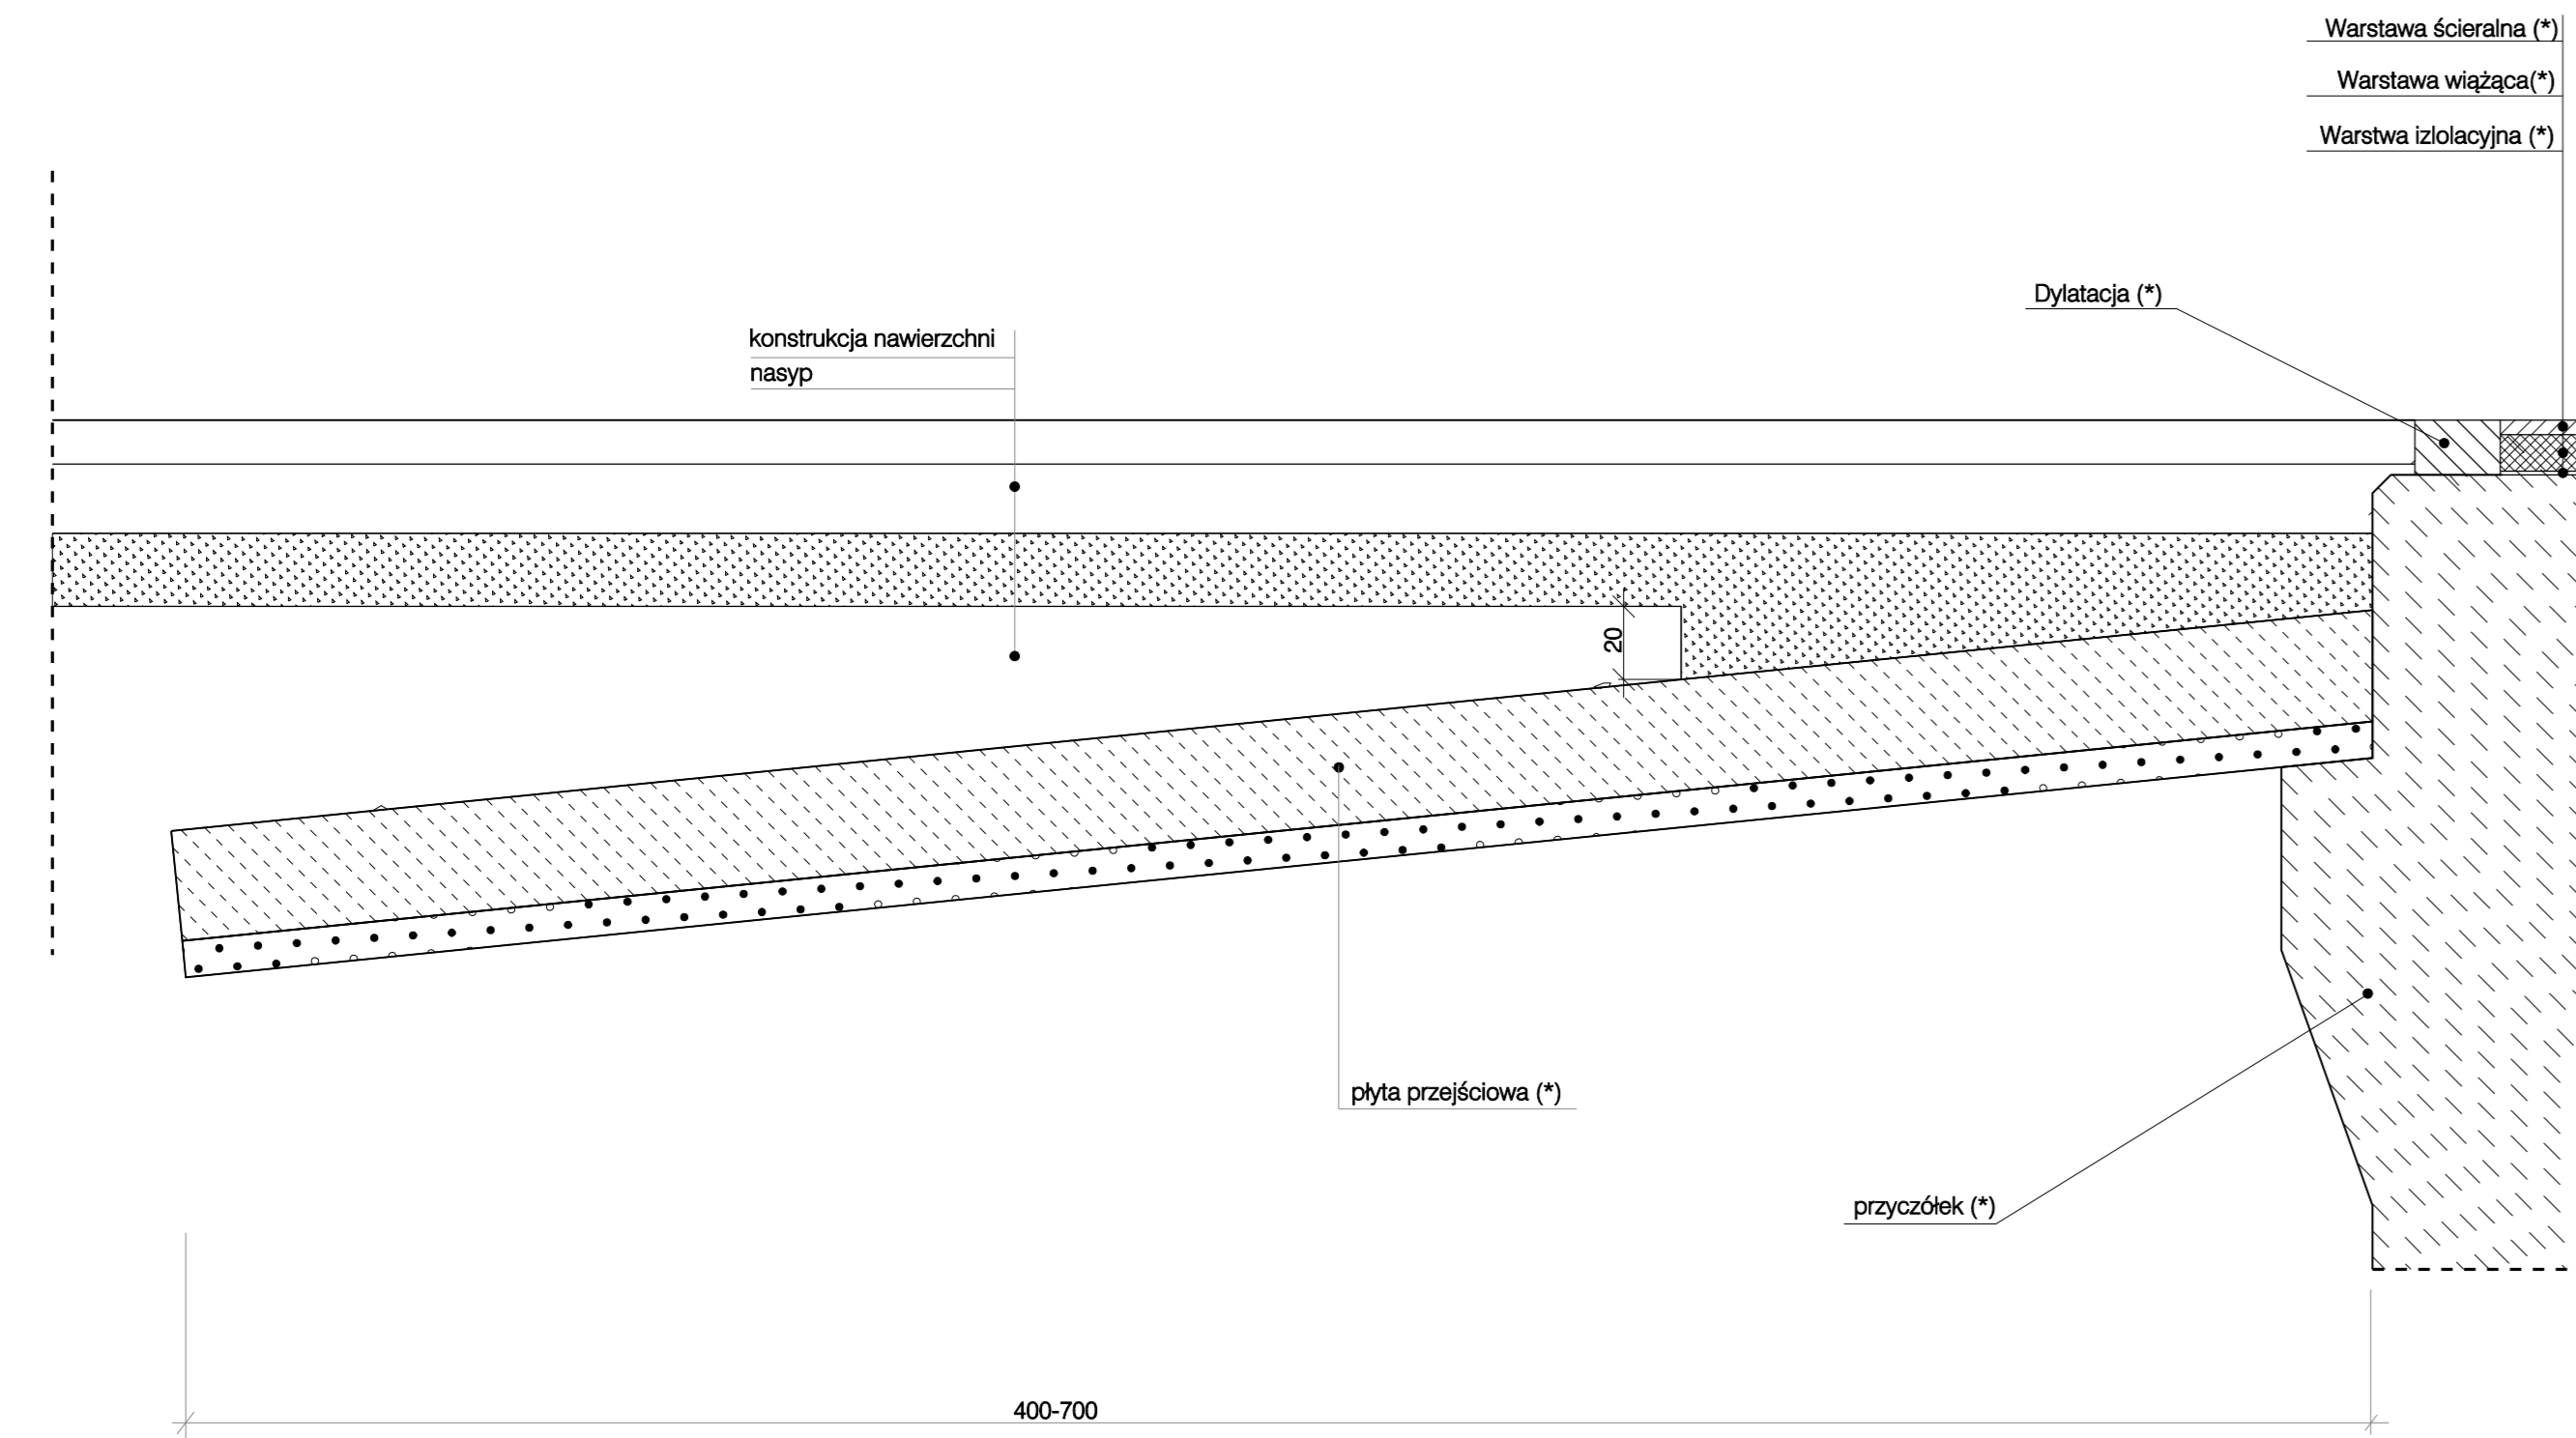 Warstawa ścieralna (*)
Warstawa wiążąca(*)
Warstwa izlolacyjna (*)
Dylatacja (*)
konstrukcja nawierzchni
nasyp
20
płyta przejściowa (*)
przyczółek (*)
400-700